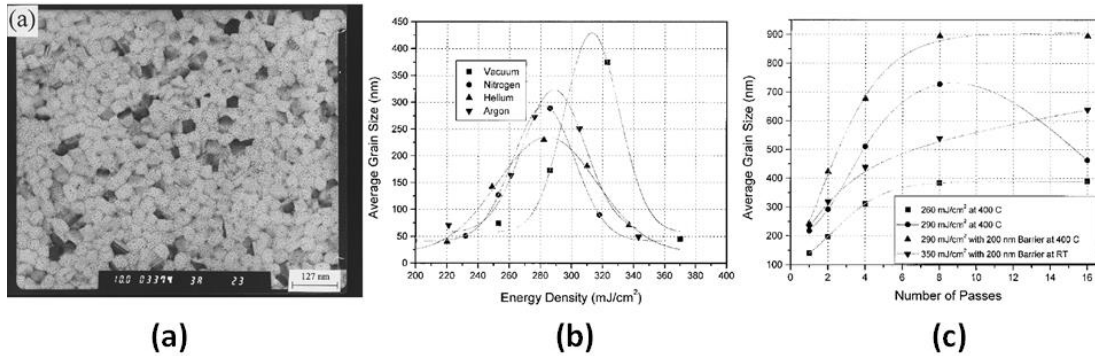 (a)
10.0 03374 3A 23
127 nm
(a)
Average Grain Size (nm)
450
400
350
300
250
200
150
100
50
0
Vacuum
Nitrogen
Helium
Argon
200 220 240 260 280 300 320 340 360 380 400
Energy Density (mJ/cm²)
(b)
Average Grain Size (nm)
900
800
700
600
500
400
300
200
100
260 mJ/cm² at 400 C
290 mJ/cm² at 400 C
290 mJ/cm² with 200 nm Barrier at 400 C
350 mJ/cm² with 200 nm Barrier at RT
0 2 4 6 8 10 12 14 16
Number of Passes
(c)